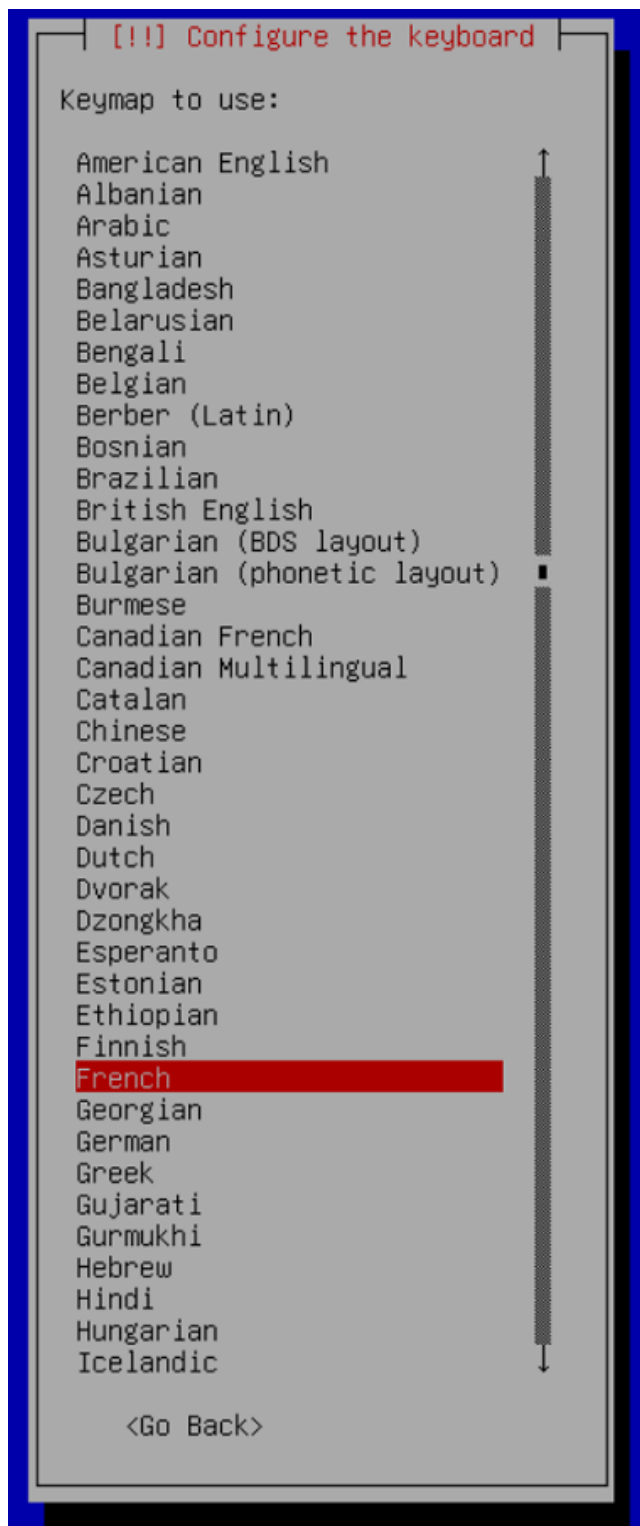 [!!] Configure the keyboard
Keymap to use:
American English
Albanian
Arabic
Asturian
Bangladesh
Belarusian
Bengali
Belgian
Berber (Latin)
Bosnian
Brazilian
British English
Bulgarian (BDS layout)
Bulgarian (phonetic layout)
Burmese
Canadian French
Canadian Multilingual
Catalan
Chinese
Croatian
Czech
Danish
Dutch
Dvorak
Dzongkha
Esperanto
Estonian
Ethiopian
Finnish
French
Georgian
German
Greek
Gujarati
Gurmukhi
Hebrew
Hindi
Hungarian
Icelandic
<Go Back>